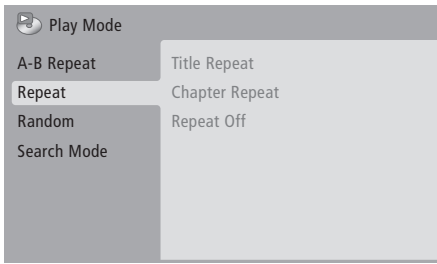 Play Mode
A-B Repeat
Repeat
Random
Search Mode
Title Repeat
Chapter Repeat
Repeat Off